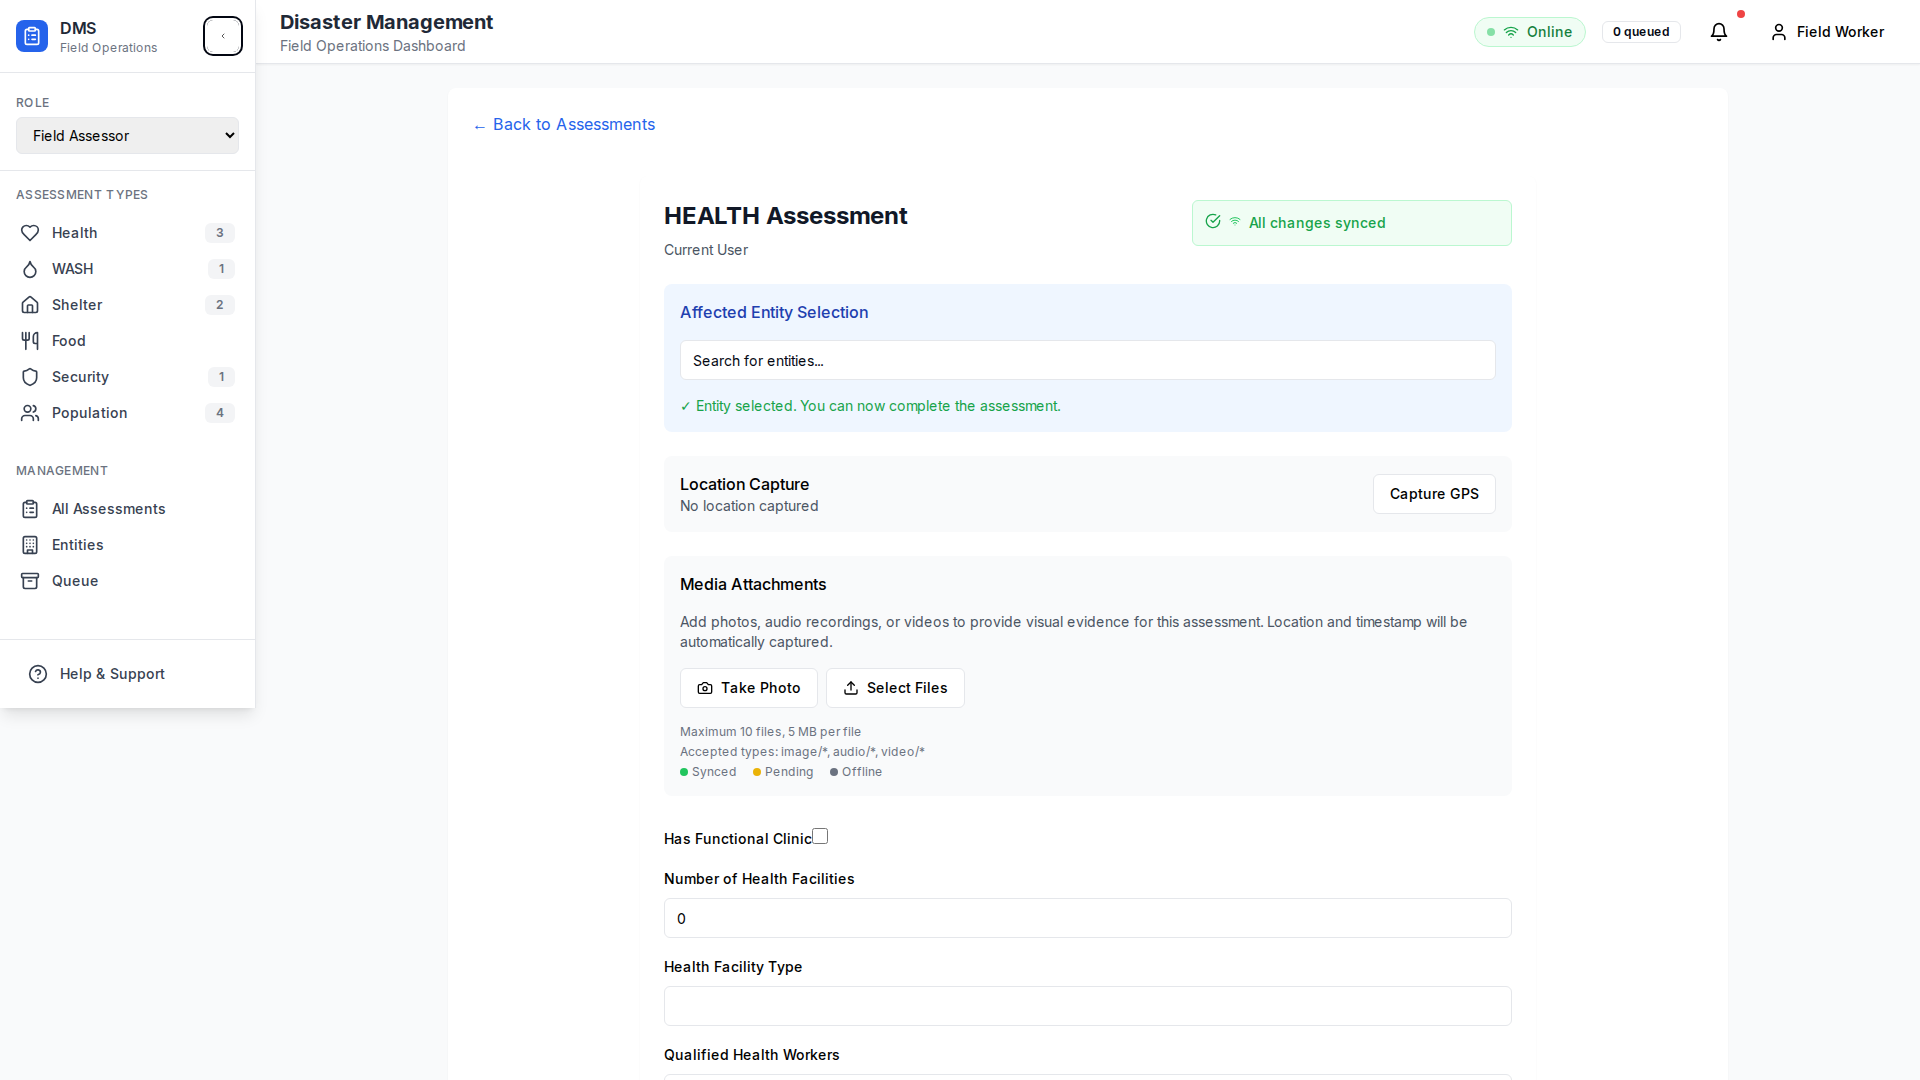 DMS
Field Operations
ROLE
Field Assessor
ASSESSMENT TYPES
Health 3
WASH 1
Shelter 2
Food
Security 1
Population 4
MANAGEMENT
All Assessments
Entities
Queue
Help & Support
Disaster Management
Field Operations Dashboard
Online
0 queued
Field Worker
← Back to Assessments
HEALTH Assessment
Current User
All changes synced
Affected Entity Selection
Search for entities...
✓ Entity selected. You can now complete the assessment.
Location Capture
No location captured
Capture GPS
Media Attachments
Add photos, audio recordings, or videos to provide visual evidence for this assessment. Location and timestamp will be
automatically captured.
Take Photo
Select Files
Maximum 10 files, 5 MB per file
Accepted types: image/*, audio/*, video/*
Synced Pending Offline
Has Functional Clinic
Number of Health Facilities
0
Health Facility Type
Qualified Health Workers